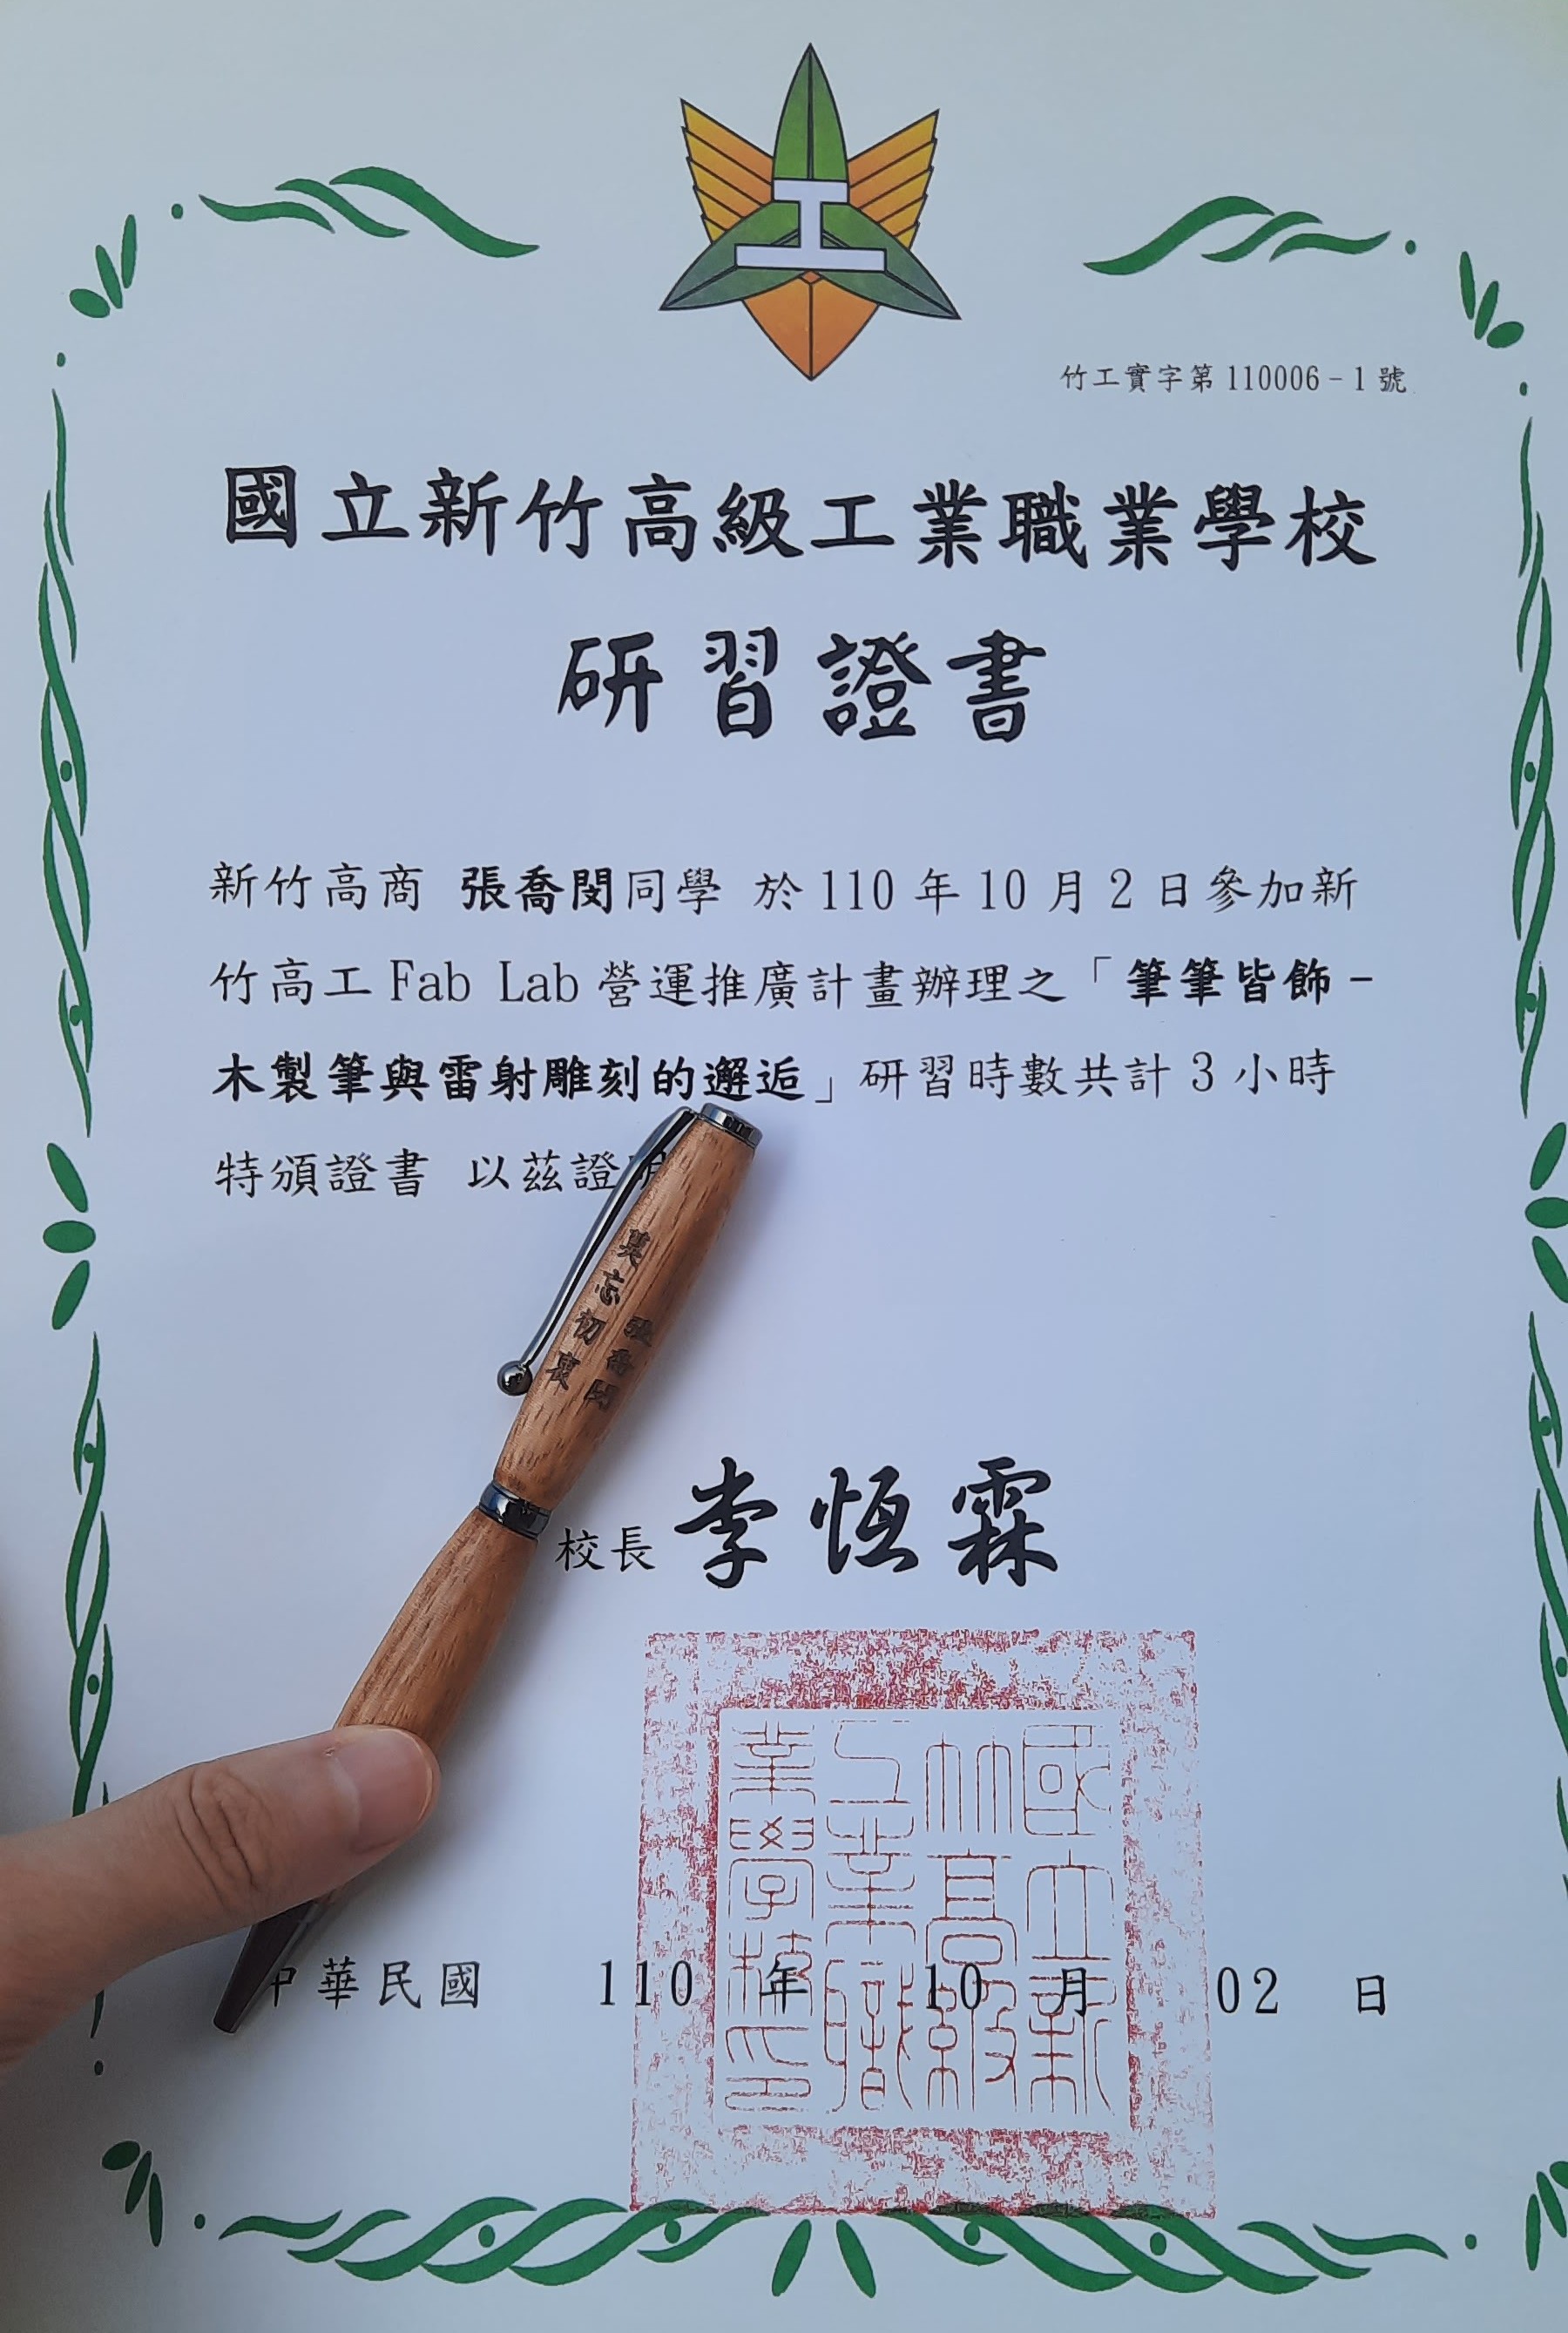 工
竹工實字第 110006-1 號
國立新竹高級工業職業學校
研習證書
新竹高商 張喬閔同學 於 110 年 10 月 2 日參加新
竹高工 Fab Lab 營運推廣計畫辦理之「筆筆皆飾-
木製筆與雷射雕刻的邂逅」研習時數共計 3 小時
特頒證書 以茲證明
莫忘初衷
張喬閔
校長 李恆霖
國立新
竹高級
工業職
業學校印
中華民國 110 年 10 月 02 日